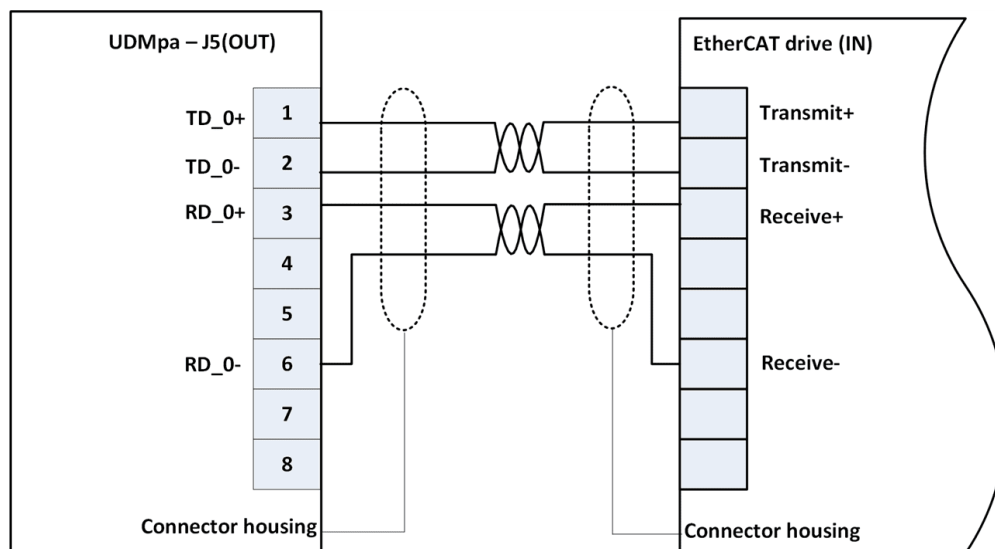 UDMpa – J5(OUT)
EtherCAT drive (IN)
TD_0+ 1 Transmit+
TD_0- 2 Transmit-
RD_0+ 3 Receive+
4
5
RD_0- 6 Receive-
7
8
Connector housing
Connector housing